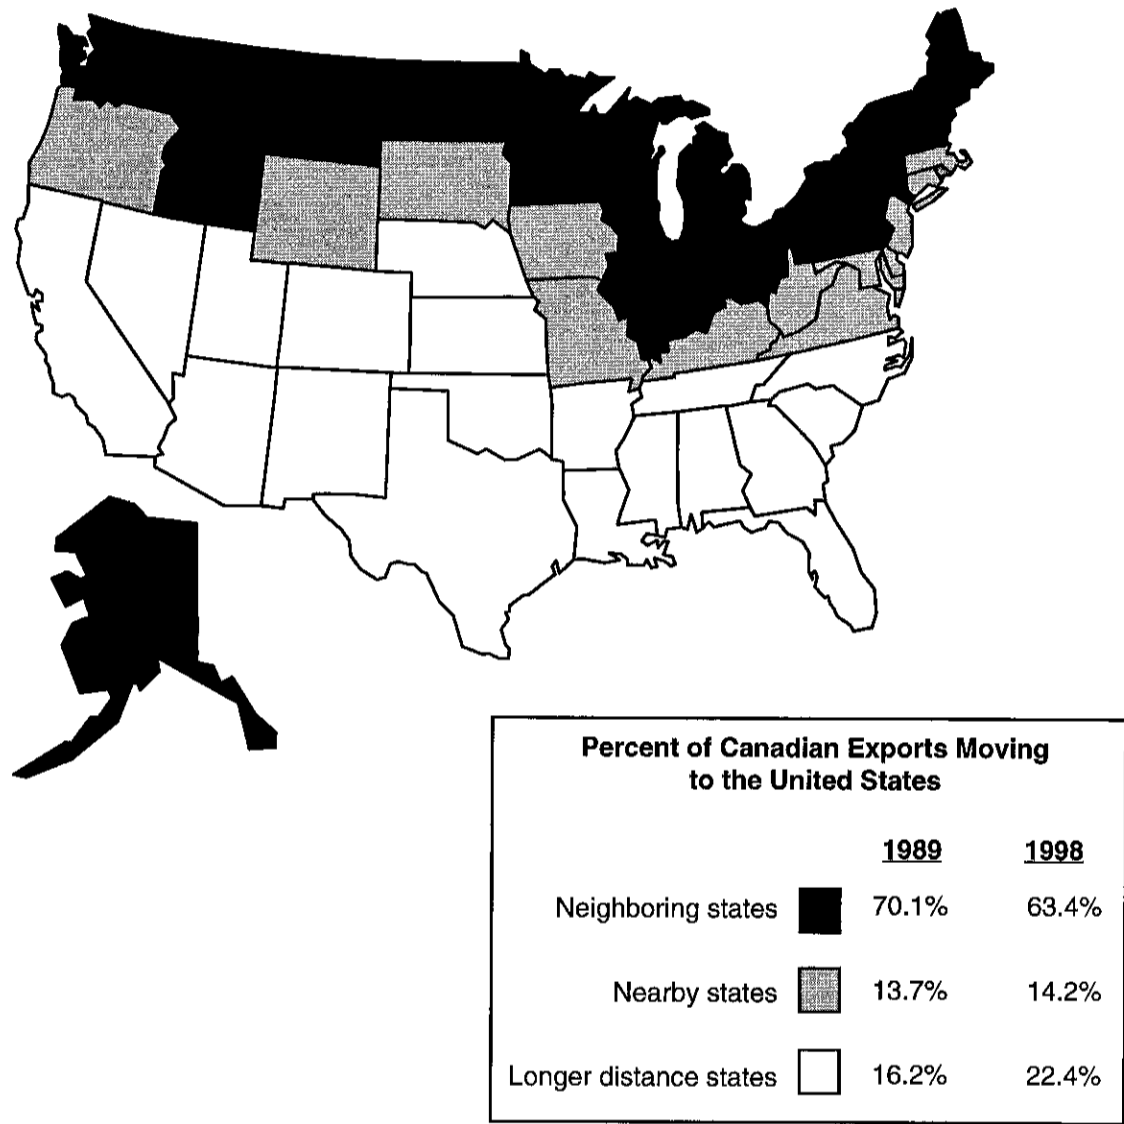 Percent of Canadian Exports Moving
to the United States
1989 1998
Neighboring states 70.1% 63.4%
Nearby states 13.7% 14.2%
Longer distance states 16.2% 22.4%